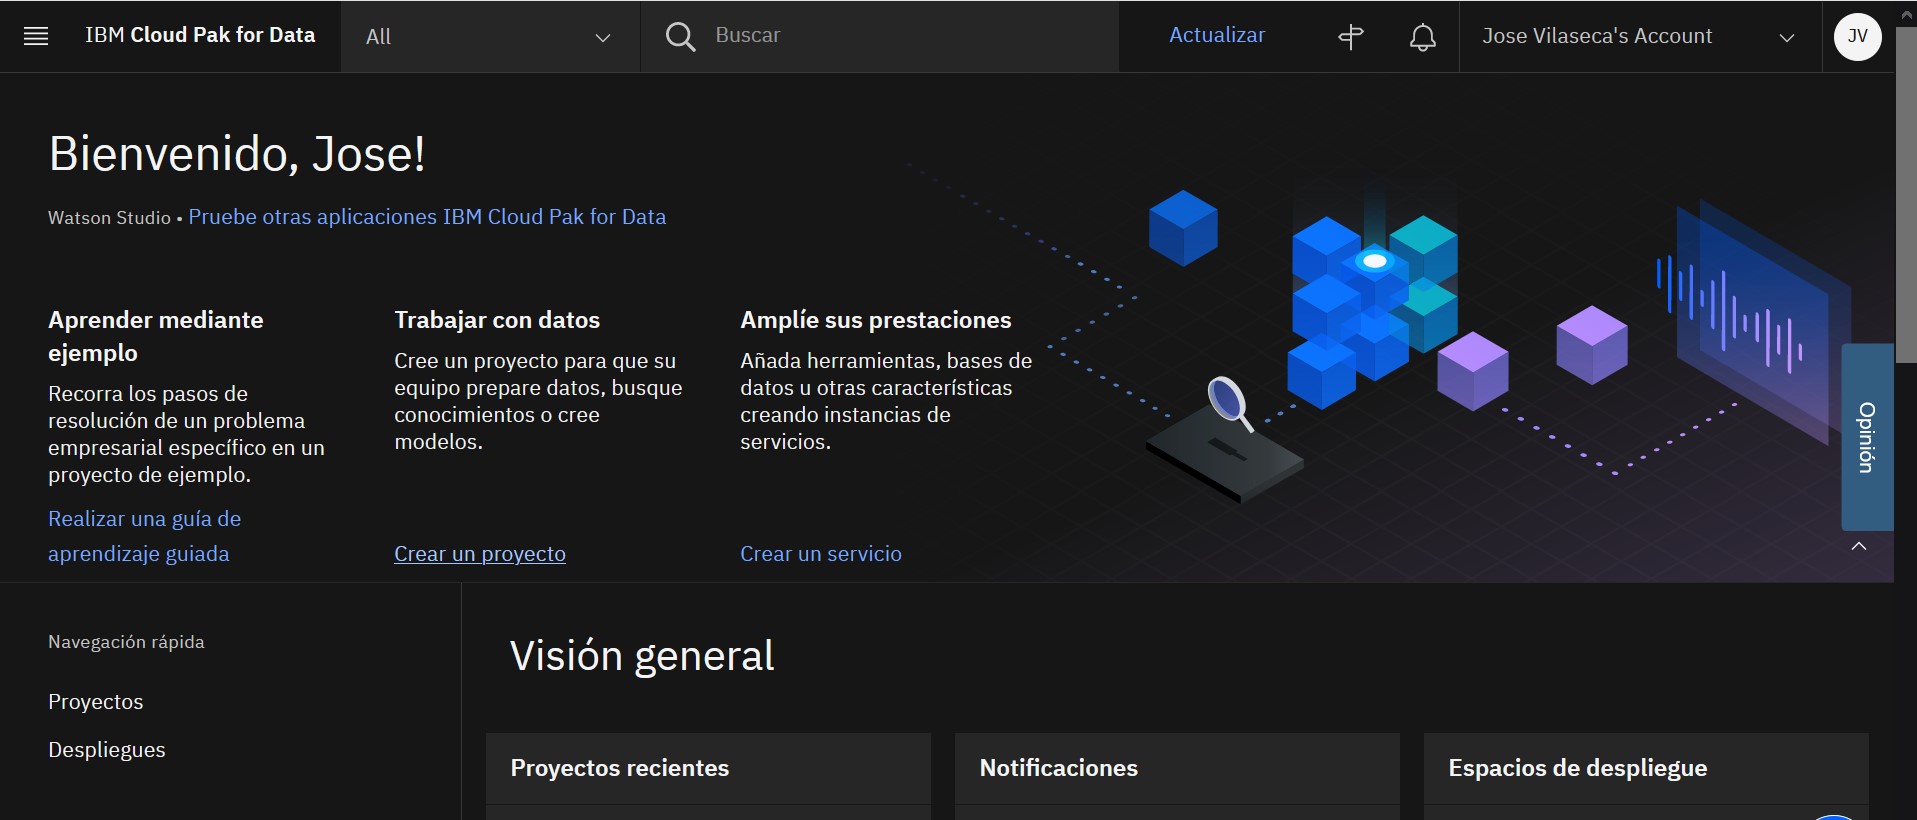 IBM Cloud Pak for Data
All
Buscar
Actualizar
Jose Vilaseca's Account
JV
Bienvenido, Jose!
Watson Studio • Pruebe otras aplicaciones IBM Cloud Pak for Data
Aprender mediante
ejemplo
Recorra los pasos de
resolución de un problema
empresarial específico en un
proyecto de ejemplo.
Realizar una guía de
aprendizaje guiada
Trabajar con datos
Cree un proyecto para que su
equipo prepare datos, busque
conocimientos o cree
modelos.
Crear un proyecto
Amplíe sus prestaciones
Añada herramientas, bases de
datos u otras características
creando instancias de
servicios.
Crear un servicio
Opinión
Navegación rápida
Proyectos
Despliegues
Visión general
Proyectos recientes
Notificaciones
Espacios de despliegue